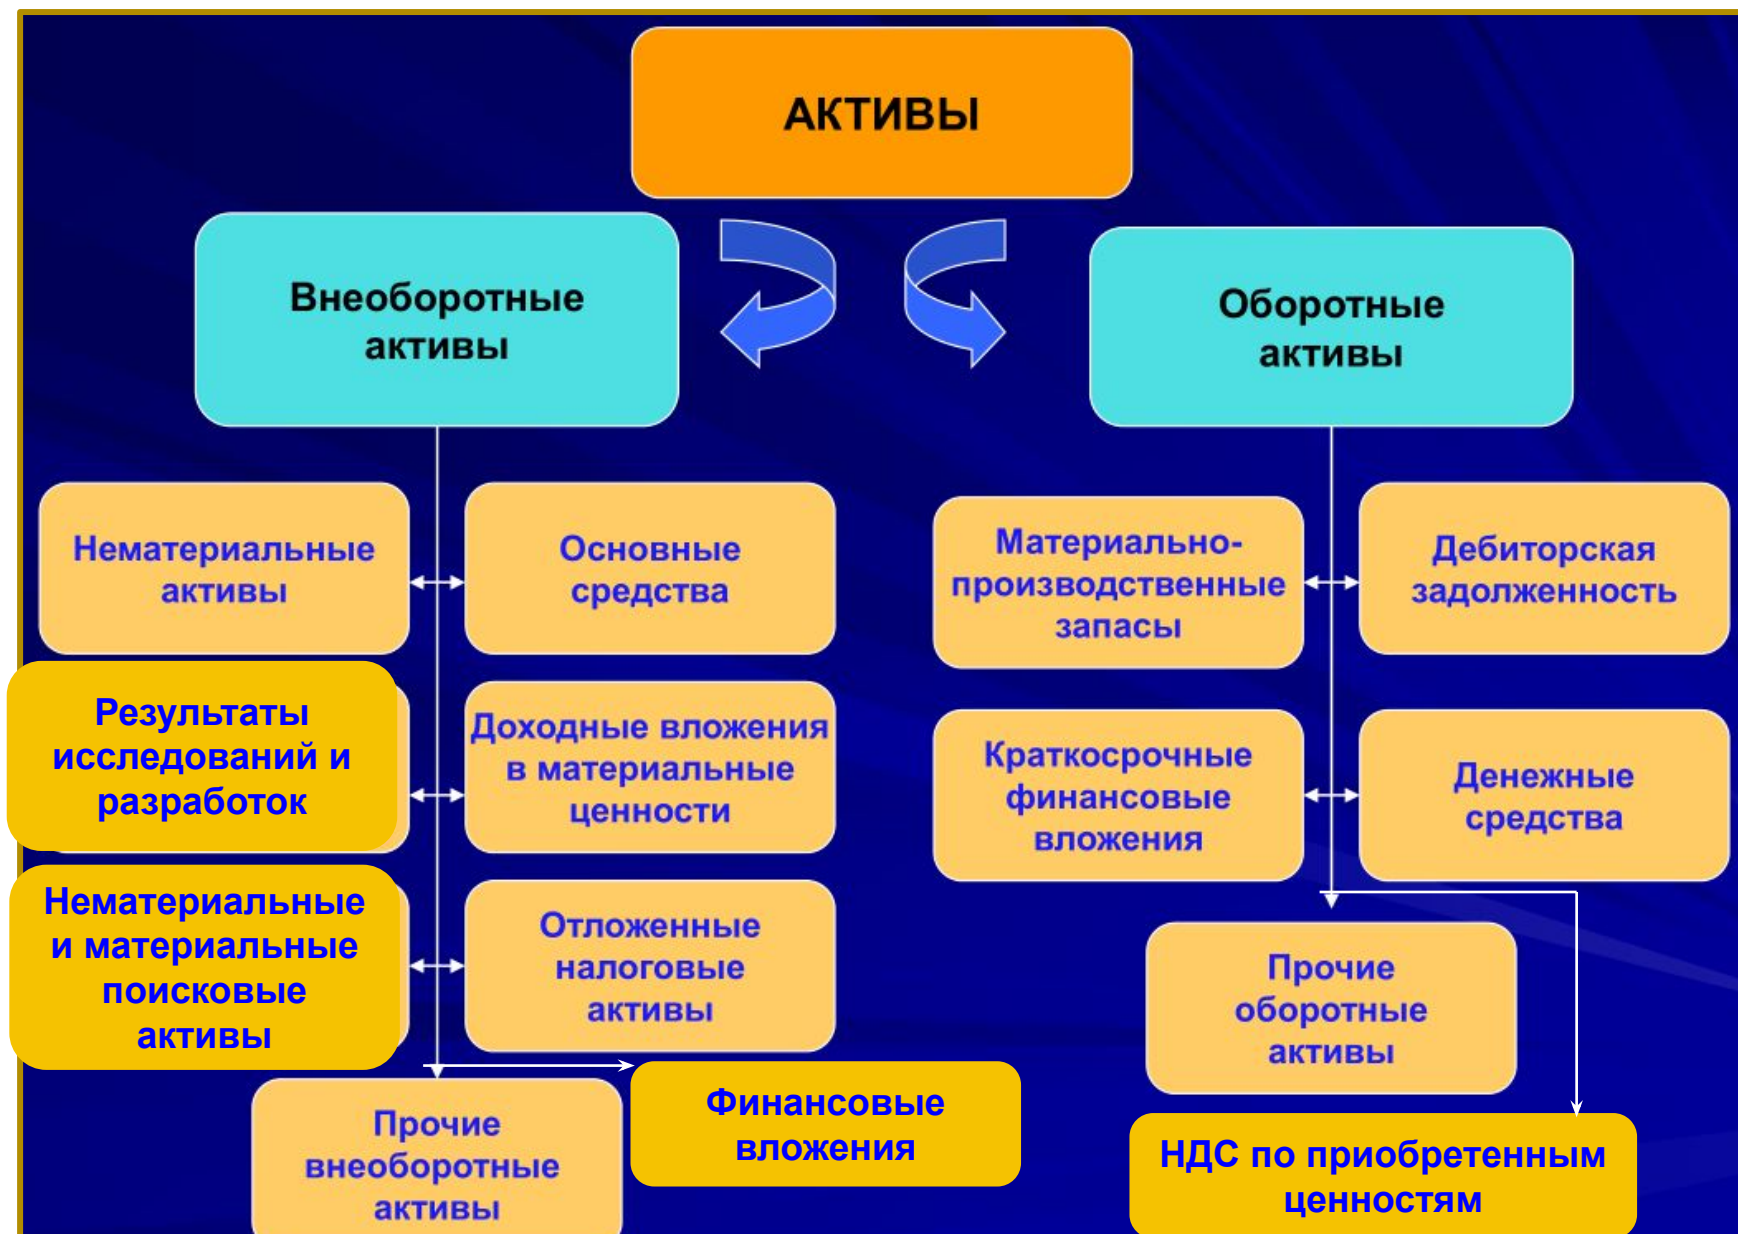 АКТИВЫ
Внеоборотные
активы
Оборотные
активы
Нематериальные
активы
Основные
средства
Материально-
производственные
запасы
Дебиторская
задолженность
Результаты
исследований и
разработок
Доходные вложения
в материальные
ценности
Краткосрочные
финансовые
вложения
Денежные
средства
Нематериальные
и материальные
поисковые
активы
Отложенные
налоговые
активы
Прочие
оборотные
активы
Прочие
внеоборотные
активы
Финансовые
вложения
НДС по приобретенным
ценностям